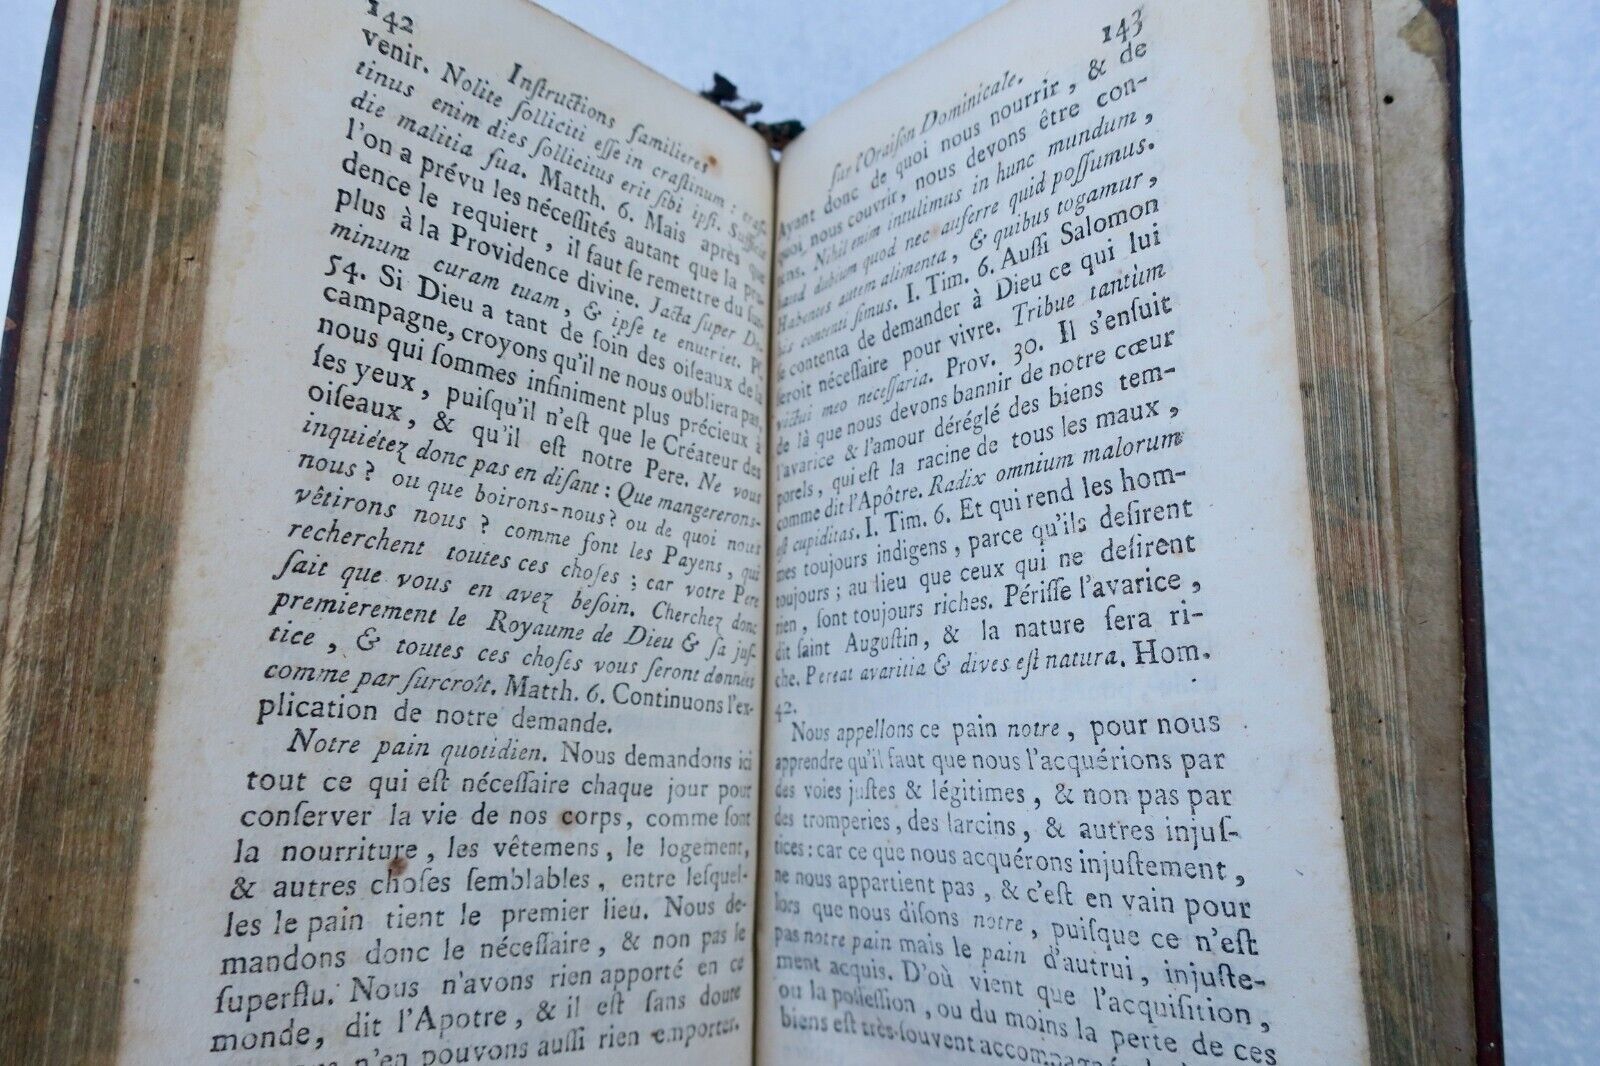 142
Inſtructions familieres
venir. Nolite ſolliciti eſſe in craſtinum : craſ-
tinus enim dies ſollicitus erit ſibi ipſi. Sufficit
die malitia ſua. Matth. 6. Mais après que
l'on a prévu les néceſſités autant que la pru-
dence le requiert, il faut ſe remettre du ſur-
plus à la Providence divine. Jacta ſuper Do-
minum curam tuam, & ipſe te enutriet. Pſ.
54. Si Dieu a tant de ſoin des oiſeaux de la
campagne, croyons qu'il ne nous oubliera pas,
nous qui ſommes infiniment plus précieux à
ſes yeux, puiſqu'il n'eſt que le Créateur des
oiſeaux, & qu'il eſt notre Pere. Ne vous
inquiétez donc pas en diſant : Que mangererons-
nous ? ou que boirons-nous ? ou de quoi nous
vêtirons nous ? comme ſont les Payens, qui
recherchent toutes ces choſes ; car votre Pere
ſait que vous en avez beſoin. Cherchez donc
premierement le Royaume de Dieu & ſa juſ-
tice, & toutes ces choſes vous ſeront données
comme par ſurcroît. Matth. 6. Continuons l'ex-
plication de notre demande.
Notre pain quotidien. Nous demandons ici
tout ce qui eſt néceſſaire chaque jour pour
conſerver la vie de nos corps, comme ſont
la nourriture, les vêtemens, le logement,
& autres choſes ſemblables, entre leſquel-
les le pain tient le premier lieu. Nous de-
mandons donc le néceſſaire, & non pas le
ſuperflu. Nous n'avons rien apporté en ce
monde, dit l'Apotre, & il eſt ſans doute
n'en pouvons auſſi rien emporter.
143
ſur l'Oraiſon Dominicale.
Ayant donc de quoi nous nourrir, & de
quoi nous couvrir, nous devons être con-
tens. Nihil enim intulimus in hunc mundum,
haud dubium quod nec auferre quid poſſumus.
Habentes autem alimenta, & quibus togamur,
his contenti ſimus. I. Tim. 6. Auſſi Salomon
ſe contenta de demander à Dieu ce qui lui
ſeroit néceſſaire pour vivre. Tribue tantùm
victui meo neceſſaria. Prov. 30. Il s'enſuit
de là que nous devons bannir de notre cœur
l'avarice & l'amour déréglé des biens tem-
porels, qui eſt la racine de tous les maux,
comme dit l'Apôtre. Radix omnium malorum
eſt cupiditas. I. Tim. 6. Et qui rend les hom-
mes toujours indigens, parce qu'ils deſirent
toujours ; au lieu que ceux qui ne deſirent
rien, ſont toujours riches. Périſſe l'avarice,
dit ſaint Auguſtin, & la nature ſera ri-
che. Pereat avaritia & dives eſt natura. Hom.
42.
Nous appellons ce pain notre, pour nous
apprendre qu'il faut que nous l'acquérions par
des voies juſtes & légitimes, & non pas par
des tromperies, des larcins, & autres injuſ-
tices : car ce que nous acquérons injuſtement,
ne nous appartient pas, & c'eſt en vain pour
lors que nous diſons notre, puiſque ce n'eſt
pas notre pain mais le pain d'autrui, injuſte-
ment acquis. D'où vient que l'acquiſition,
ou la poſſeſſion, ou du moins la perte de ces
biens eſt très-ſouvent accompagnée